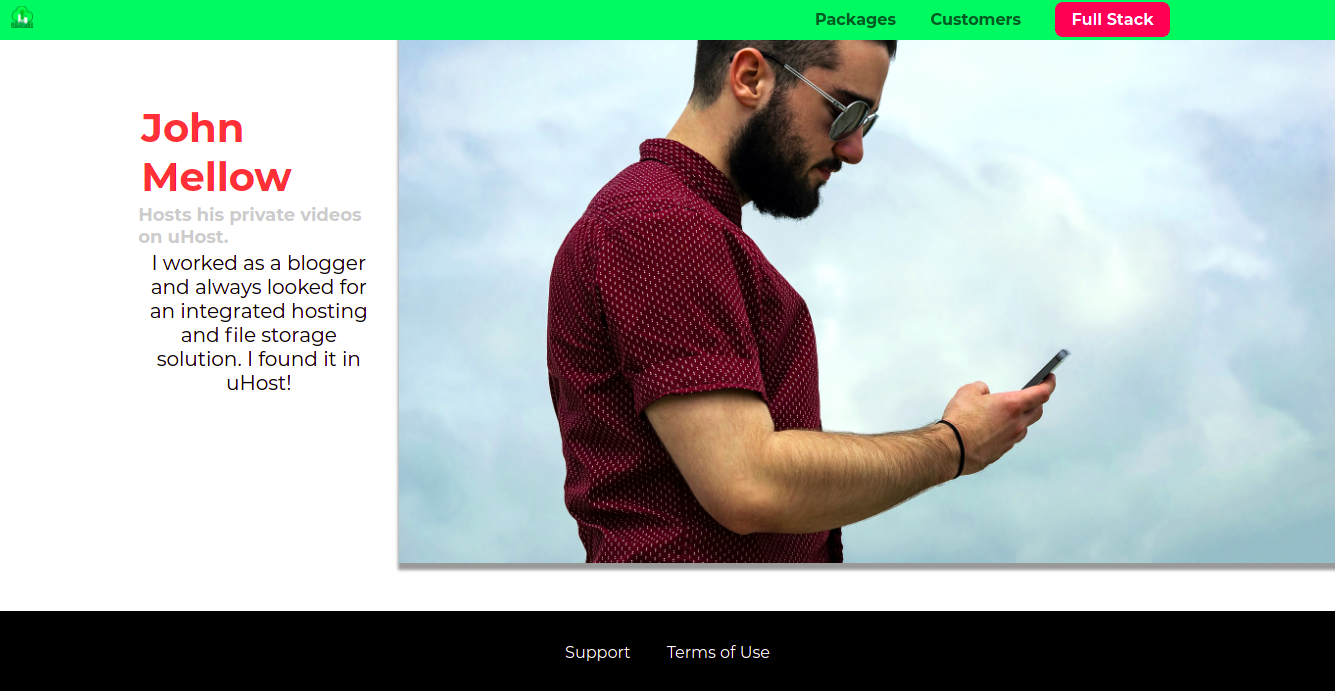 Packages Customers Full Stack
John
Mellow
Hosts his private videos
on uHost.
I worked as a blogger
and always looked for
an integrated hosting
and file storage
solution. I found it in
uHost!
Support Terms of Use